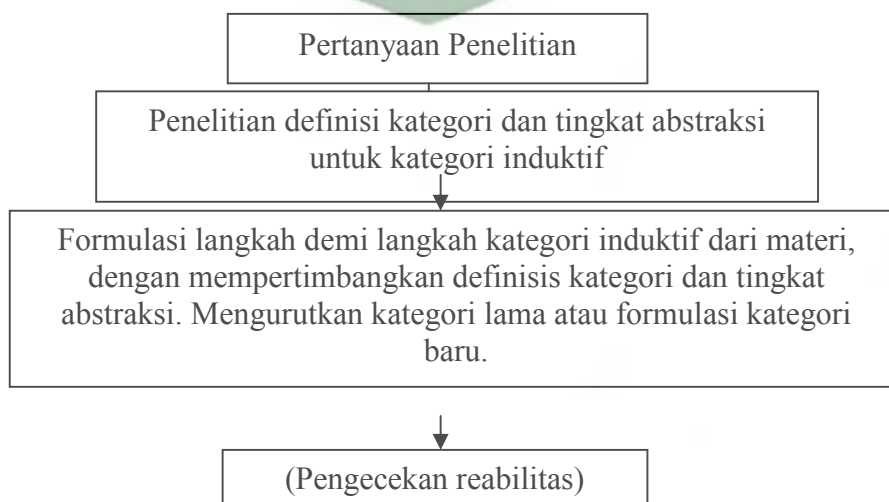 Pertanyaan Penelitian
Penelitian definisi kategori dan tingkat abstraksi
untuk kategori induktif
Formulasi langkah demi langkah kategori induktif dari materi,
dengan mempertimbangkan definisis kategori dan tingkat
abstraksi. Mengurutkan kategori lama atau formulasi kategori
baru.
(Pengecekan reabilitas)